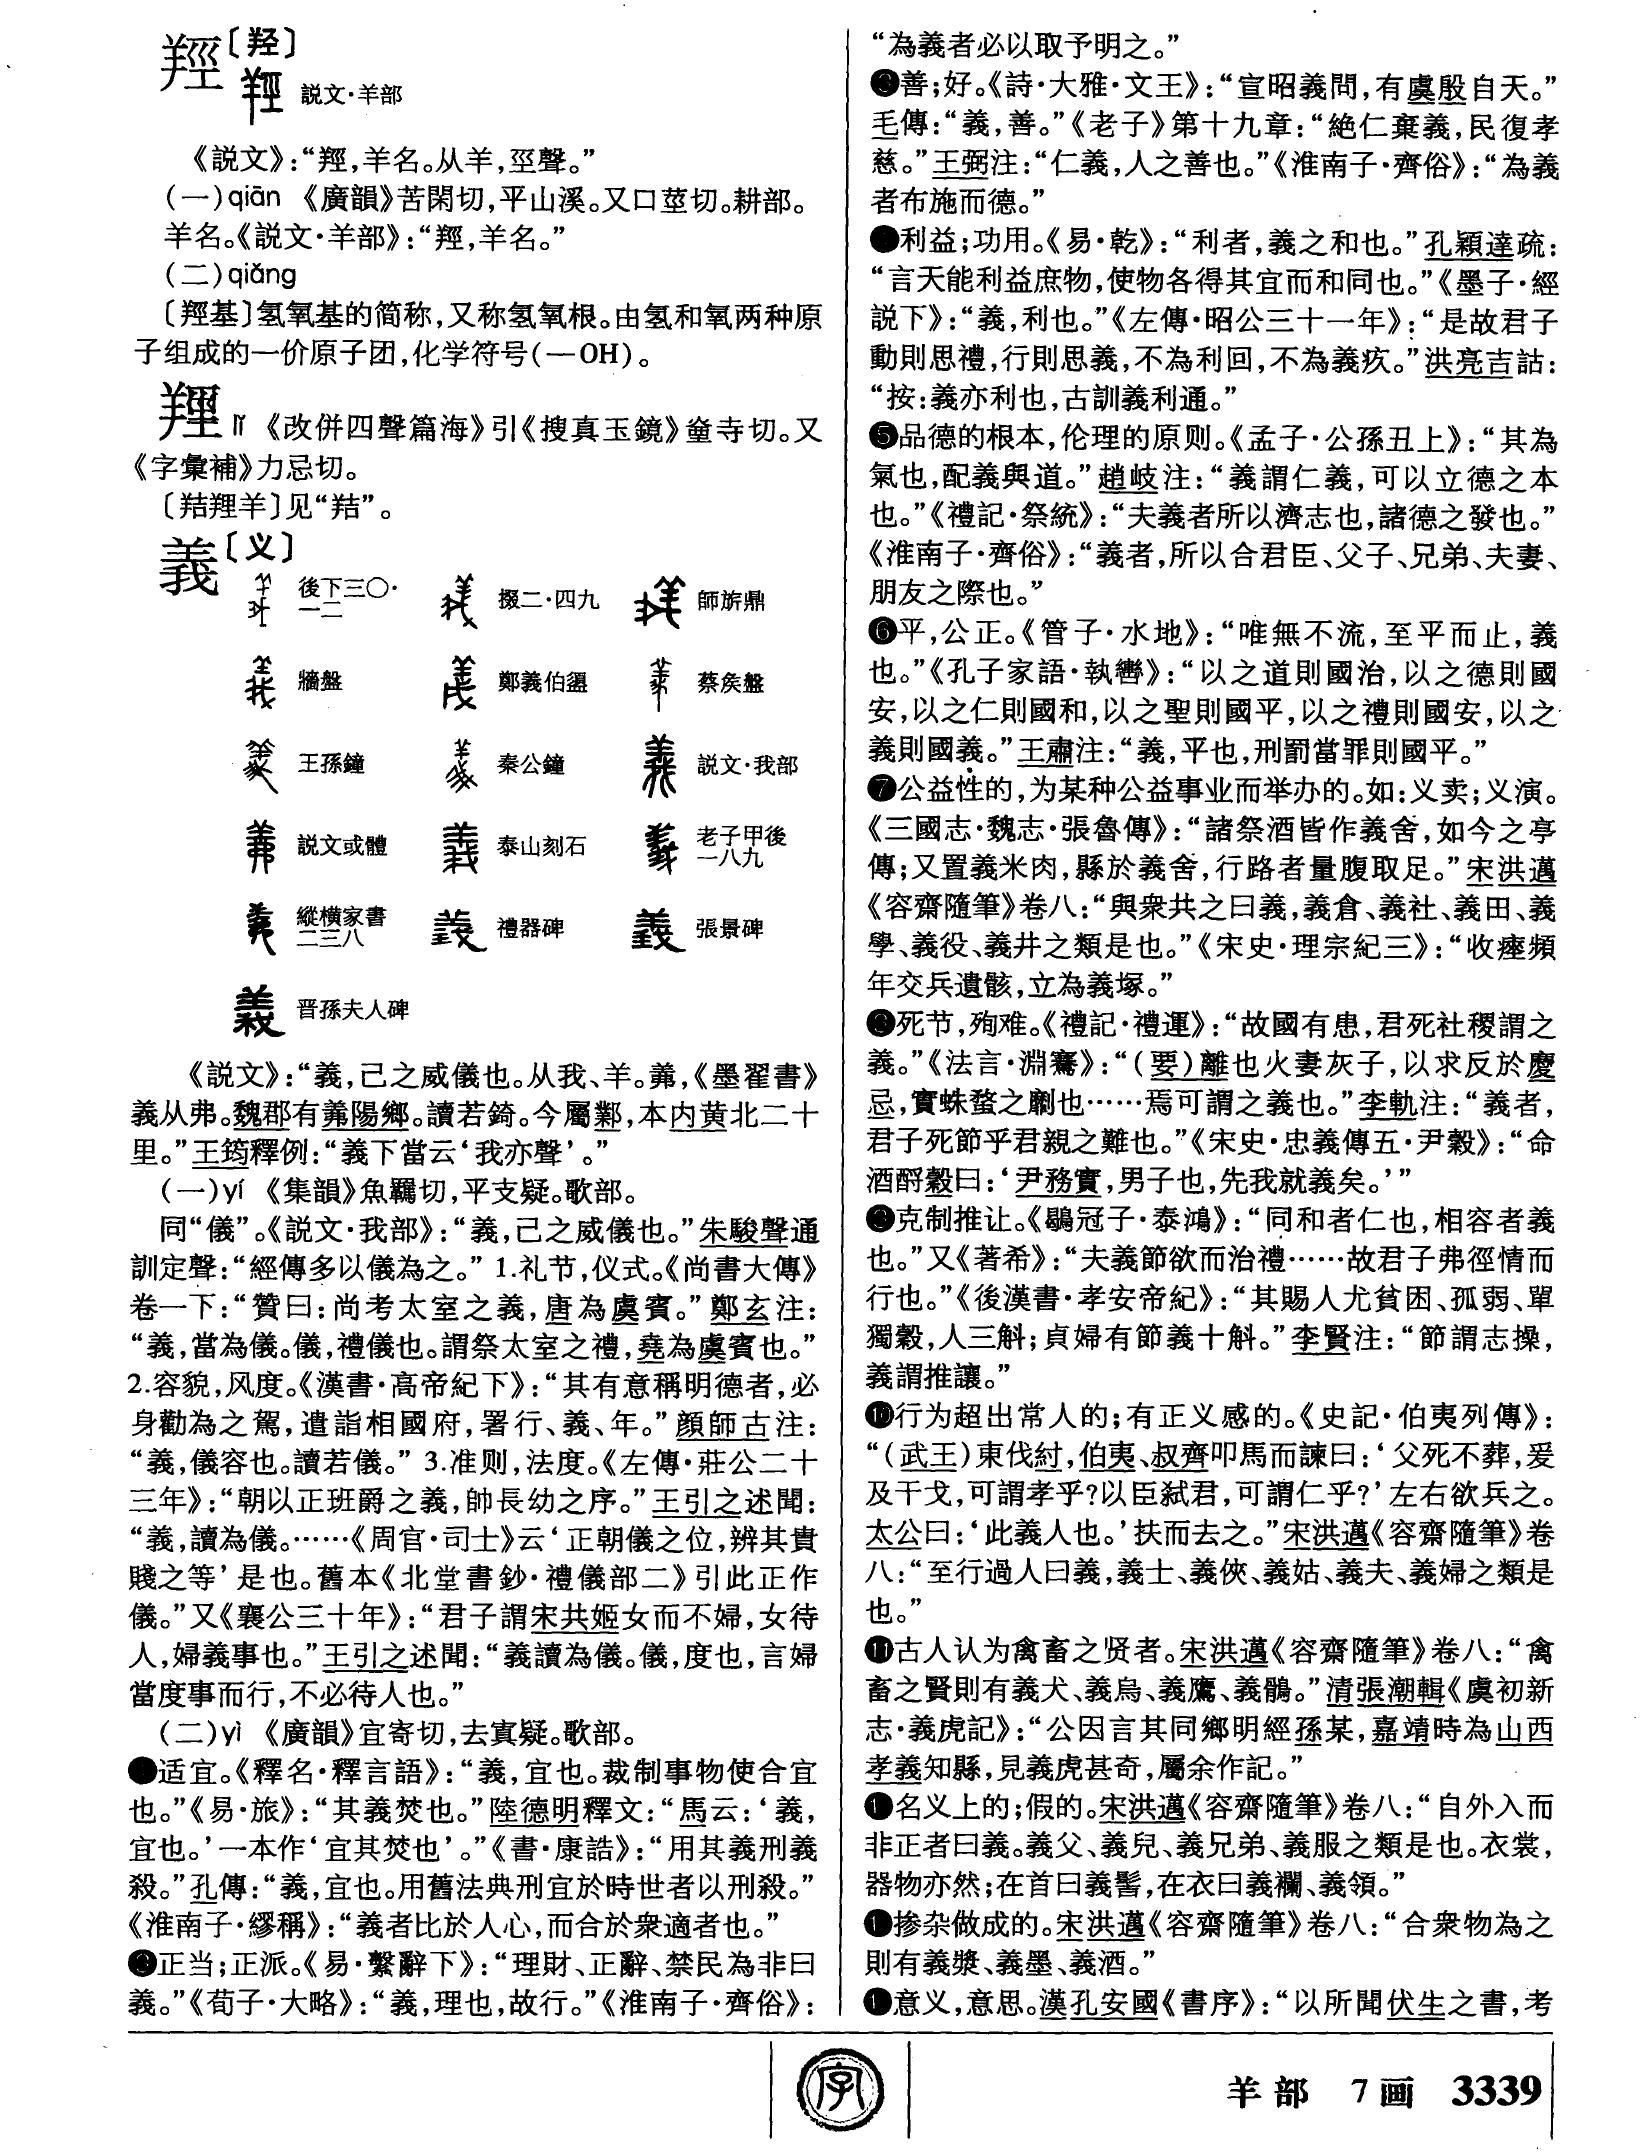 羥〔羟〕
説文·羊部
《説文》：“羥，羊名。从羊，巠聲。”
(一)qiān 《廣韻》苦閑切，平山溪。又口莖切。耕部。
羊名。《説文·羊部》：“羥，羊名。”
(二)qiǎng
〔羥基〕氢氧基的简称，又称氢氧根。由氢和氧两种原
子组成的一价原子团，化学符号(—OH)。
lǐ 《改併四聲篇海》引《搜真玉鏡》童寺切。又
《字彙補》力忌切。
義〔义〕
後下三〇·一二
掇二·四九
師旂鼎
牆盤
鄭義伯盨
蔡侯盤
王孫鐘
秦公鐘
説文·我部
説文或體
泰山刻石
老子甲後一八九
縱横家書二三八
禮器碑
張景碑
晋孫夫人碑
《説文》：“義，己之威儀也。从我、羊。羛，《墨翟書》
義从弗。魏郡有羛陽鄉。讀若錡。今屬鄴，本内黄北二十
里。”王筠釋例：“義下當云‘我亦聲’。”
(一)yí 《集韻》魚羈切，平支疑。歌部。
同“儀”。《説文·我部》：“義，己之威儀也。”朱駿聲通
訓定聲：“經傳多以儀為之。” 1.礼节，仪式。《尚書大傳》
卷一下：“贊曰：尚考太室之義，唐為虞賓。”鄭玄注：
“義，當為儀。儀，禮儀也。謂祭太室之禮，堯為虞賓也。”
2.容貌，风度。《漢書·高帝紀下》：“其有意稱明德者，必
身勸為之駕，遣詣相國府，署行、義、年。”顔師古注：
“義，儀容也。讀若儀。” 3.准则，法度。《左傳·莊公二十
三年》：“朝以正班爵之義，帥長幼之序。”王引之述聞：
“義，讀為儀。……《周官·司士》云‘正朝儀之位，辨其貴
賤之等’是也。舊本《北堂書鈔·禮儀部二》引此正作
儀。”又《襄公三十年》：“君子謂宋共姬女而不婦，女待
人，婦義事也。”王引之述聞：“義讀為儀。儀，度也，言婦
當度事而行，不必待人也。”
(二)yì 《廣韻》宜寄切，去寘疑。歌部。
❶适宜。《釋名·釋言語》：“義，宜也。裁制事物使合宜
也。”《易·旅》：“其義焚也。”陸德明釋文：“馬云：‘義，
宜也。’一本作‘宜其焚也’。”《書·康誥》：“用其義刑義
殺。”孔傳：“義，宜也。用舊法典刑宜於時世者以刑殺。”
《淮南子·繆稱》：“義者比於人心，而合於衆適者也。”
❷正当；正派。《易·繫辭下》：“理財、正辭、禁民為非曰
義。”《荀子·大略》：“義，理也，故行。”《淮南子·齊俗》：
“為義者必以取予明之。”
❸善；好。《詩·大雅·文王》：“宣昭義問，有虞殷自天。”
毛傳：“義，善。”《老子》第十九章：“絶仁棄義，民復孝
慈。”王弼注：“仁義，人之善也。”《淮南子·齊俗》：“為義
者布施而德。”
❹利益；功用。《易·乾》：“利者，義之和也。”孔穎達疏：
“言天能利益庶物，使物各得其宜而和同也。”《墨子·經
説下》：“義，利也。”《左傳·昭公三十一年》：“是故君子
動則思禮，行則思義，不為利回，不為義疚。”洪亮吉詁：
“按：義亦利也，古訓義利通。”
❺品德的根本，伦理的原则。《孟子·公孫丑上》：“其為
氣也，配義與道。”趙岐注：“義謂仁義，可以立德之本
也。”《禮記·祭統》：“夫義者所以濟志也，諸德之發也。”
《淮南子·齊俗》：“義者，所以合君臣、父子、兄弟、夫妻、
朋友之際也。”
❻平，公正。《管子·水地》：“唯無不流，至平而止，義
也。”《孔子家語·執轡》：“以之道則國治，以之德則國
安，以之仁則國和，以之聖則國平，以之禮則國安，以之
義則國義。”王肅注：“義，平也，刑罰當罪則國平。”
❼公益性的，为某种公益事业而举办的。如：义卖；义演。
《三國志·魏志·張魯傳》：“諸祭酒皆作義舍，如今之亭
傳；又置義米肉，縣於義舍，行路者量腹取足。”宋洪邁
《容齋隨筆》卷八：“與衆共之曰義，義倉、義社、義田、義
學、義役、義井之類是也。”《宋史·理宗紀三》：“收瘞頻
年交兵遺骸，立為義塚。”
❽死节，殉难。《禮記·禮運》：“故國有患，君死社稷謂之
義。”《法言·淵騫》：“(要)離也火妻灰子，以求反於慶
忌，實蛛蝥之劘也……焉可謂之義也。”李軌注：“義者，
君子死節乎君親之難也。”《宋史·忠義傳五·尹穀》：“命
酒酹穀曰：‘尹務實，男子也，先我就義矣。’”
❾克制推让。《鶡冠子·泰鴻》：“同和者仁也，相容者義
也。”又《著希》：“夫義節欲而治禮……故君子弗徑情而
行也。”《後漢書·孝安帝紀》：“其賜人尤貧困、孤弱、單
獨穀，人三斛；貞婦有節義十斛。”李賢注：“節謂志操，
義謂推讓。”
❿行为超出常人的；有正义感的。《史記·伯夷列傳》：
“(武王)東伐紂，伯夷、叔齊叩馬而諫曰：‘父死不葬，爰
及干戈，可謂孝乎？以臣弑君，可謂仁乎？’左右欲兵之。
太公曰：‘此義人也。’扶而去之。”宋洪邁《容齋隨筆》卷
八：“至行過人曰義，義士、義俠、義姑、義夫、義婦之類是
也。”
⓫古人认为禽畜之贤者。宋洪邁《容齋隨筆》卷八：“禽
畜之賢則有義犬、義烏、義鷹、義鶻。”清張潮輯《虞初新
志·義虎記》：“公因言其同鄉明經孫某，嘉靖時為山西
孝義知縣，見義虎甚奇，屬余作記。”
⓬名义上的；假的。宋洪邁《容齋隨筆》卷八：“自外入而
非正者曰義。義父、義兒、義兄弟、義服之類是也。衣裳，
器物亦然；在首曰義髻，在衣曰義襴、義領。”
⓭掺杂做成的。宋洪邁《容齋隨筆》卷八：“合衆物為之
則有義漿、義墨、義酒。”
⓮意义，意思。漢孔安國《書序》：“以所聞伏生之書，考
字
羊部 7画 3339